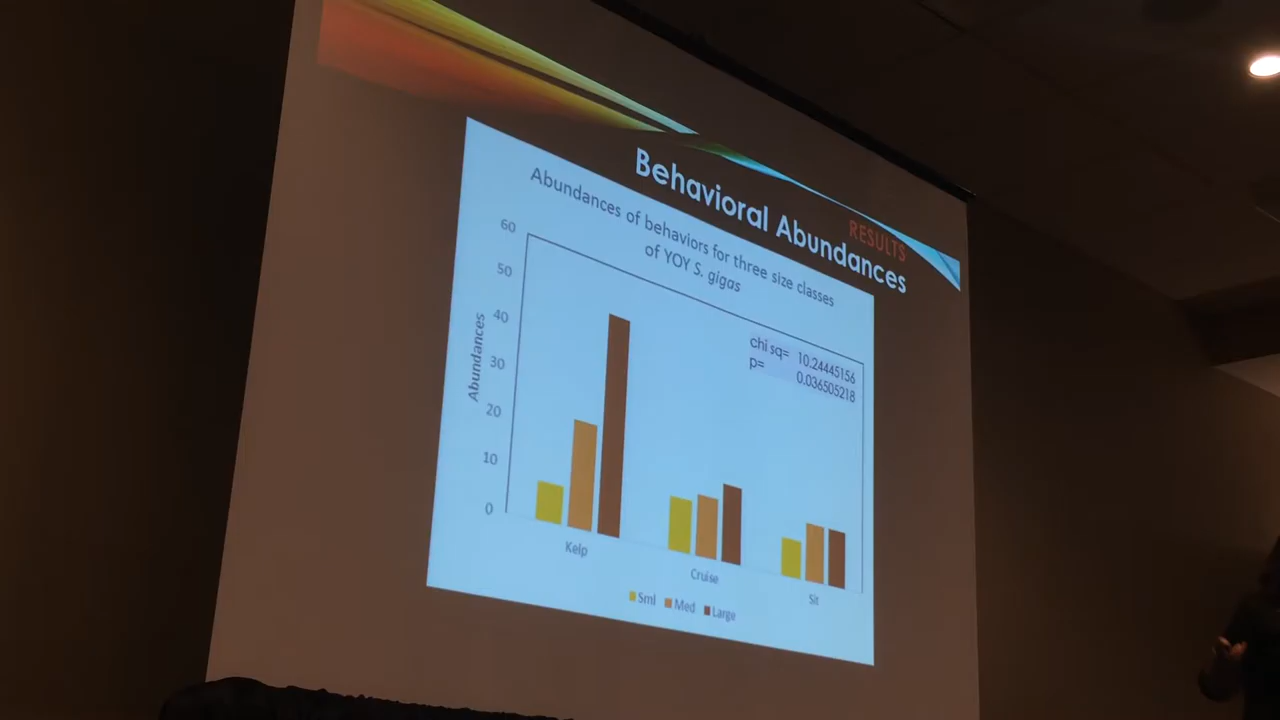 Behavioral Abundances
RESULTS
Abundances of behaviors for three size classes
of YOY S. gigas
chi sq= 10.24445156
p= 0.036505218
Abundances
60
50
40
30
20
10
0
Kelp
Cruise
Sit
Sml Med Large